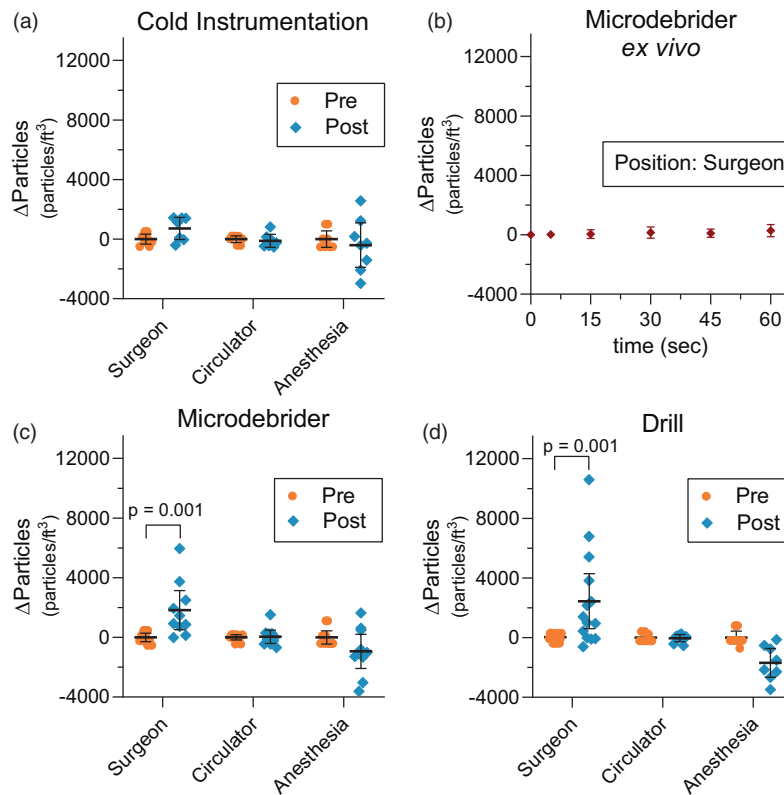 (a)
Cold Instrumentation
12000
8000
4000
0
-4000
ΔParticles
(particles/ft³)
Pre
Post
Surgeon
Circulator
Anesthesia
(b)
Microdebrider
ex vivo
12000
8000
4000
0
-4000
ΔParticles
(particles/ft³)
Position: Surgeon
0 15 30 45 60
time (sec)
(c)
Microdebrider
12000
8000
4000
0
-4000
ΔParticles
(particles/ft³)
p = 0.001
Pre
Post
Surgeon
Circulator
Anesthesia
(d)
Drill
12000
8000
4000
0
-4000
ΔParticles
(particles/ft³)
p = 0.001
Pre
Post
Surgeon
Circulator
Anesthesia